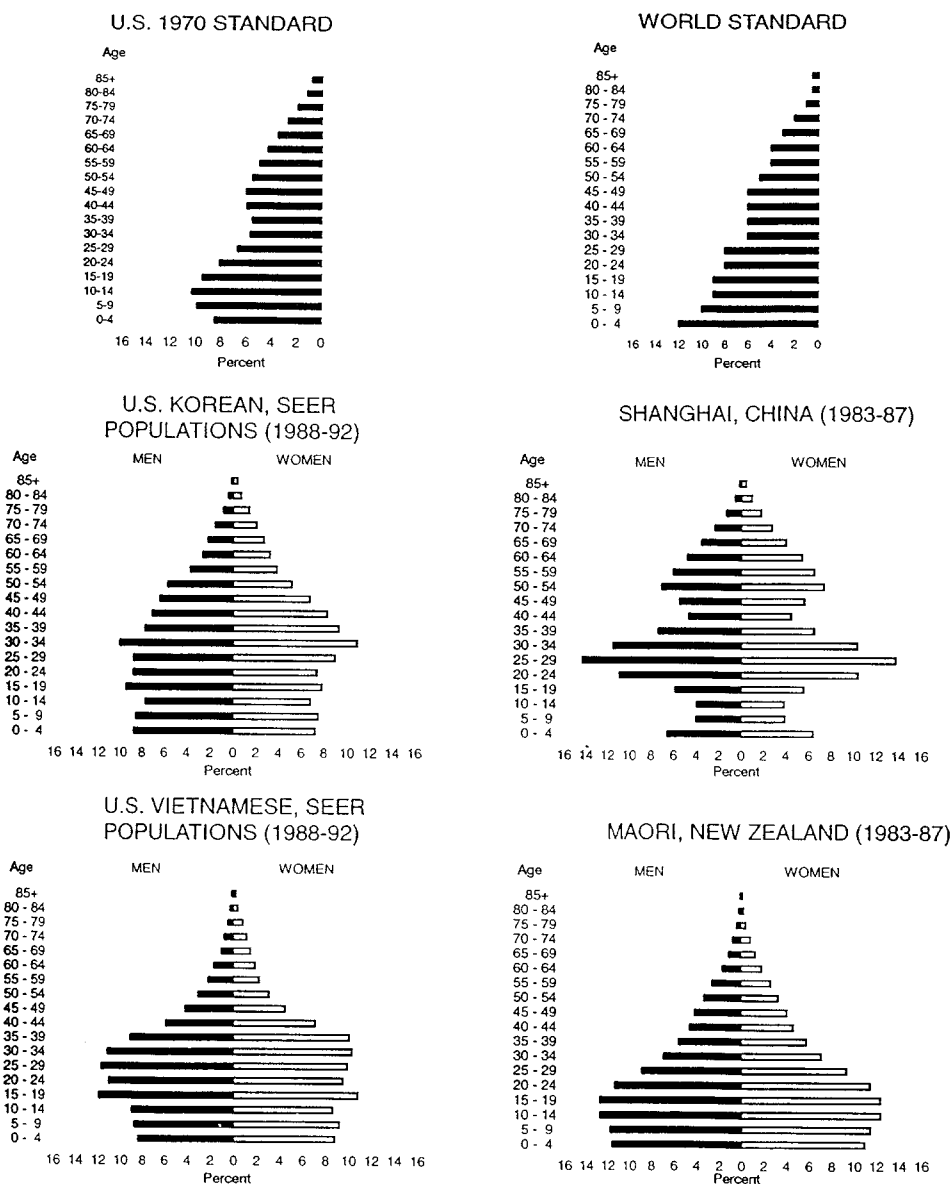 U.S. 1970 STANDARD
Age
85+
80-84
75-79
70-74
65-69
60-64
55-59
50-54
45-49
40-44
35-39
30-34
25-29
20-24
15-19
10-14
5-9
0-4
16 14 12 10 8 6 4 2 0
Percent
WORLD STANDARD
Age
85+
80 - 84
75 - 79
70 - 74
65 - 69
60 - 64
55 - 59
50 - 54
45 - 49
40 - 44
35 - 39
30 - 34
25 - 29
20 - 24
15 - 19
10 - 14
5 - 9
0 - 4
16 14 12 10 8 6 4 2 0
Percent
U.S. KOREAN, SEER
POPULATIONS (1988-92)
Age MEN WOMEN
85+
80 - 84
75 - 79
70 - 74
65 - 69
60 - 64
55 - 59
50 - 54
45 - 49
40 - 44
35 - 39
30 - 34
25 - 29
20 - 24
15 - 19
10 - 14
5 - 9
0 - 4
16 14 12 10 8 6 4 2 0 2 4 6 8 10 12 14 16
Percent
SHANGHAI, CHINA (1983-87)
Age MEN WOMEN
85+
80 - 84
75 - 79
70 - 74
65 - 69
60 - 64
55 - 59
50 - 54
45 - 49
40 - 44
35 - 39
30 - 34
25 - 29
20 - 24
15 - 19
10 - 14
5 - 9
0 - 4
16 14 12 10 8 6 4 2 0 2 4 6 8 10 12 14 16
Percent
U.S. VIETNAMESE, SEER
POPULATIONS (1988-92)
Age MEN WOMEN
85+
80 - 84
75 - 79
70 - 74
65 - 69
60 - 64
55 - 59
50 - 54
45 - 49
40 - 44
35 - 39
30 - 34
25 - 29
20 - 24
15 - 19
10 - 14
5 - 9
0 - 4
16 14 12 10 8 6 4 2 0 2 4 6 8 10 12 14 16
Percent
MAORI, NEW ZEALAND (1983-87)
Age MEN WOMEN
85+
80 - 84
75 - 79
70 - 74
65 - 69
60 - 64
55 - 59
50 - 54
45 - 49
40 - 44
35 - 39
30 - 34
25 - 29
20 - 24
15 - 19
10 - 14
5 - 9
0 - 4
16 14 12 10 8 6 4 2 0 2 4 6 8 10 12 14 16
Percent